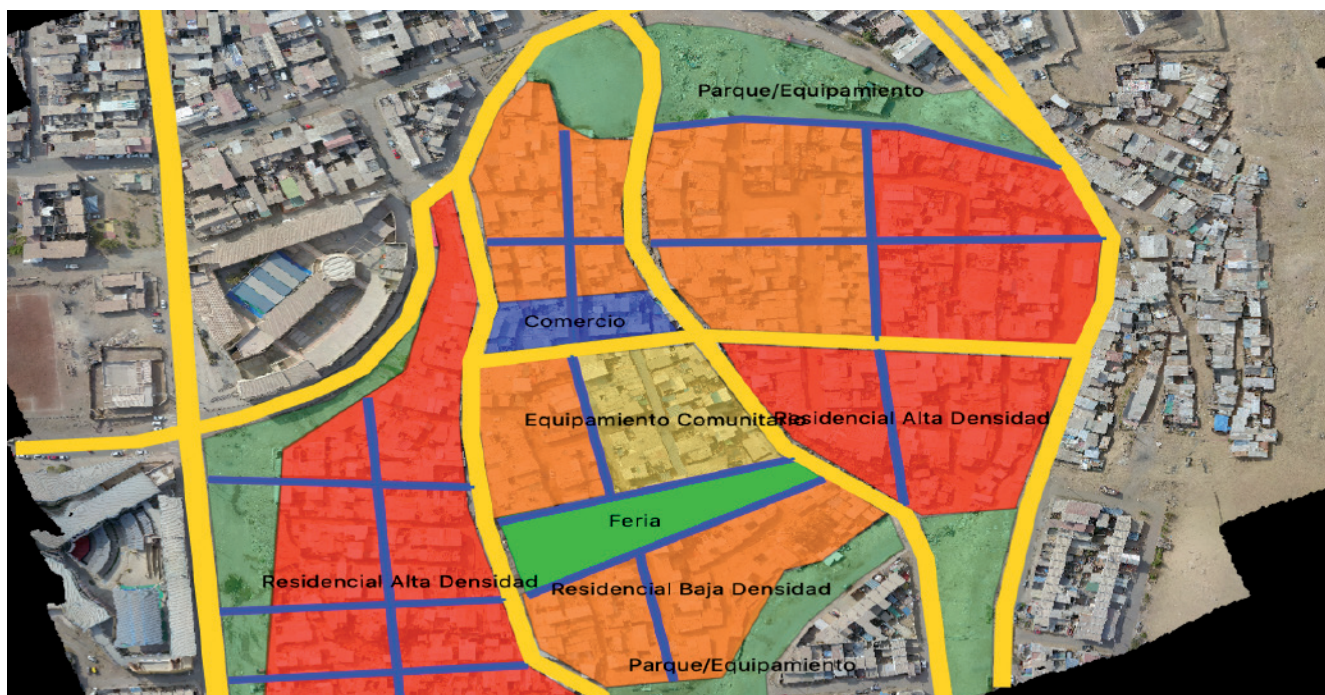 Parque/Equipamiento
Comercio
Equipamiento Comunitario
Residencial Alta Densidad
Feria
Residencial Alta Densidad
Residencial Baja Densidad
Parque/Equipamiento